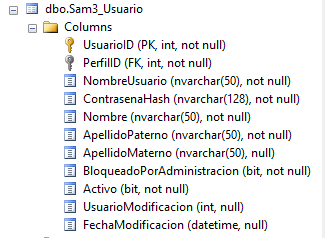 dbo.Sam3_Usuario
Columns
UsuarioID (PK, int, not null)
PerfilID (FK, int, not null)
NombreUsuario (nvarchar(50), not null)
ContrasenaHash (nvarchar(128), not null)
Nombre (nvarchar(50), not null)
ApellidoPaterno (nvarchar(50), not null)
ApellidoMaterno (nvarchar(50), null)
BloqueadoPorAdministracion (bit, not null)
Activo (bit, not null)
UsuarioModificacion (int, null)
FechaModificacion (datetime, null)